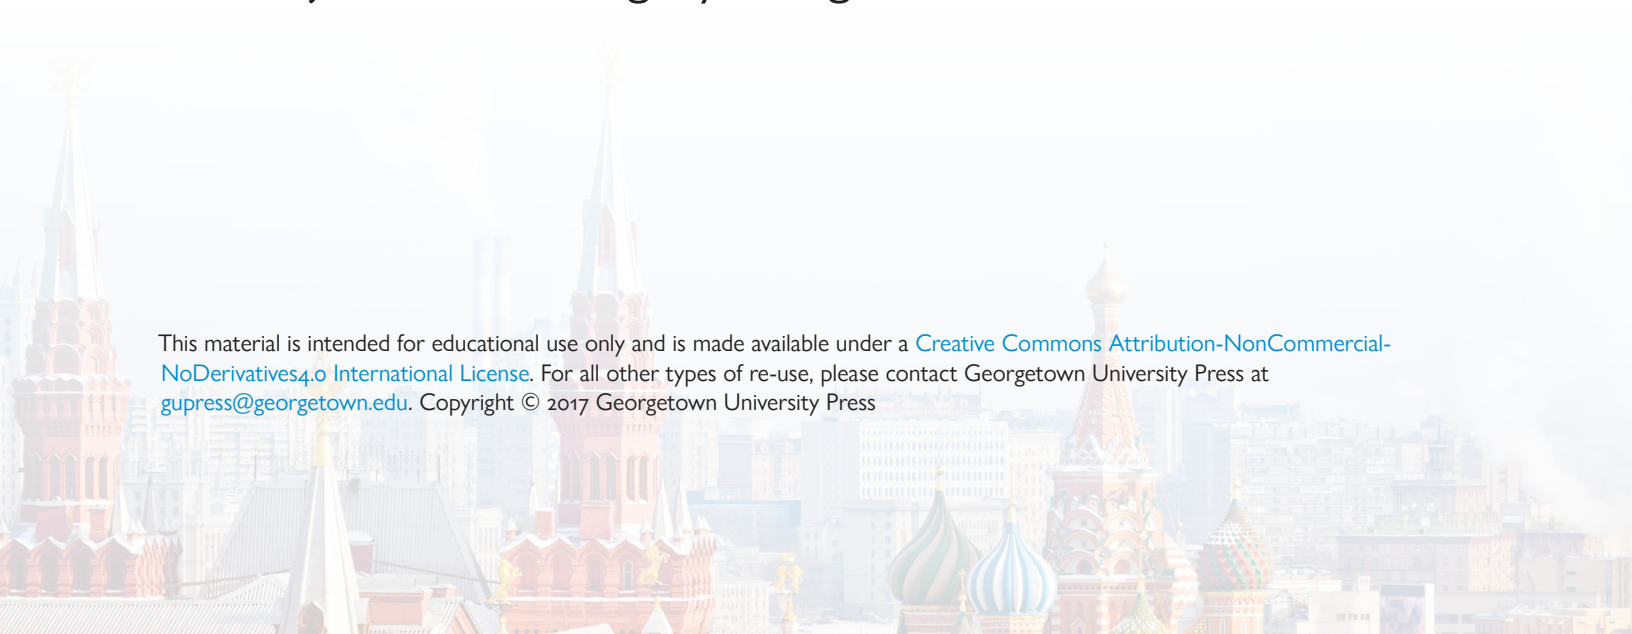 This material is intended for educational use only and is made available under a Creative Commons Attribution-NonCommercial-
NoDerivatives4.0 International License. For all other types of re-use, please contact Georgetown University Press at
gupress@georgetown.edu. Copyright © 2017 Georgetown University Press